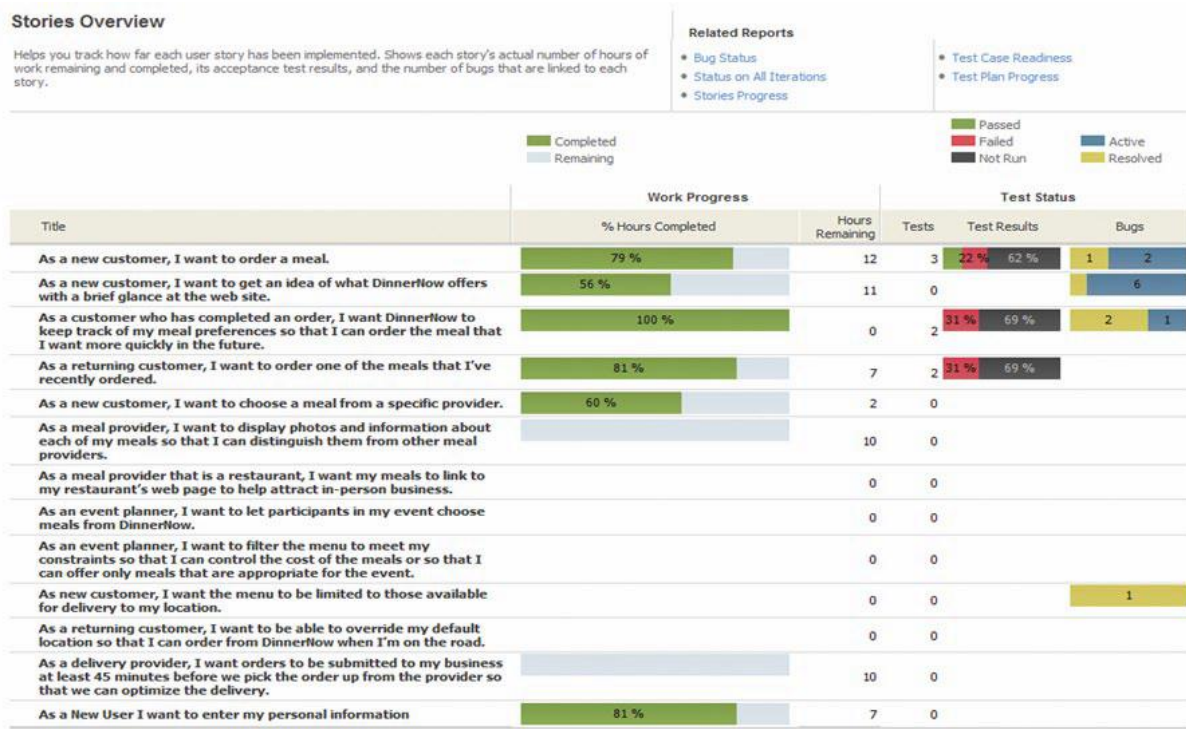 Stories Overview
Helps you track how far each user story has been implemented. Shows each story's actual number of hours of
work remaining and completed, its acceptance test results, and the number of bugs that are linked to each
story.
Related Reports
• Bug Status
• Status on All Iterations
• Stories Progress
• Test Case Readiness
• Test Plan Progress
Completed
Remaining
Passed
Failed
Not Run
Active
Resolved
Work Progress
Test Status
Title
% Hours Completed
Hours
Remaining
Tests
Test Results
Bugs
As a new customer, I want to order a meal.
79 %
12
3
22 %
62 %
1
2
As a new customer, I want to get an idea of what DinnerNow offers
with a brief glance at the web site.
56 %
11
0
6
As a customer who has completed an order, I want DinnerNow to
keep track of my meal preferences so that I can order the meal that
I want more quickly in the future.
100 %
0
2
31 %
69 %
2
1
As a returning customer, I want to order one of the meals that I've
recently ordered.
81 %
7
2
31 %
69 %
As a new customer, I want to choose a meal from a specific provider.
60 %
2
0
As a meal provider, I want to display photos and information about
each of my meals so that I can distinguish them from other meal
providers.
10
0
As a meal provider that is a restaurant, I want my meals to link to
my restaurant's web page to help attract in-person business.
0
0
As an event planner, I want to let participants in my event choose
meals from DinnerNow.
0
0
As an event planner, I want to filter the menu to meet my
constraints so that I can control the cost of the meals or so that I
can offer only meals that are appropriate for the event.
0
0
As new customer, I want the menu to be limited to those available
for delivery to my location.
0
0
1
As a returning customer, I want to be able to override my default
location so that I can order from DinnerNow when I'm on the road.
0
0
As a delivery provider, I want orders to be submitted to my business
at least 45 minutes before we pick the order up from the provider so
that we can optimize the delivery.
10
0
As a New User I want to enter my personal information
81 %
7
0